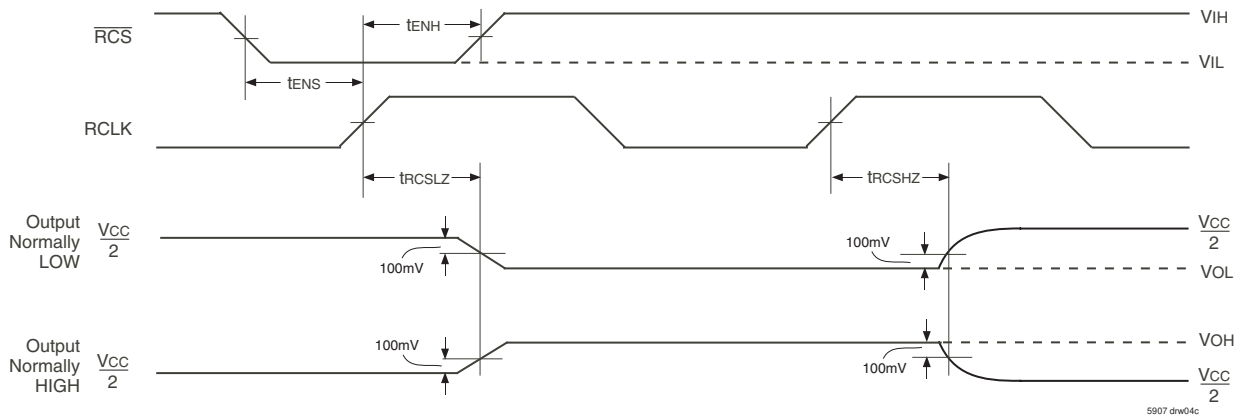 RCS
tENH
VIH
VIL
tENS
RCLK
tRCSLZ
tRCSHZ
Output
Normally
LOW
VCC
2
100mV
100mV
VCC
2
VOL
Output
Normally
HIGH
VCC
2
100mV
100mV
VOH
VCC
2
5907 drw04c